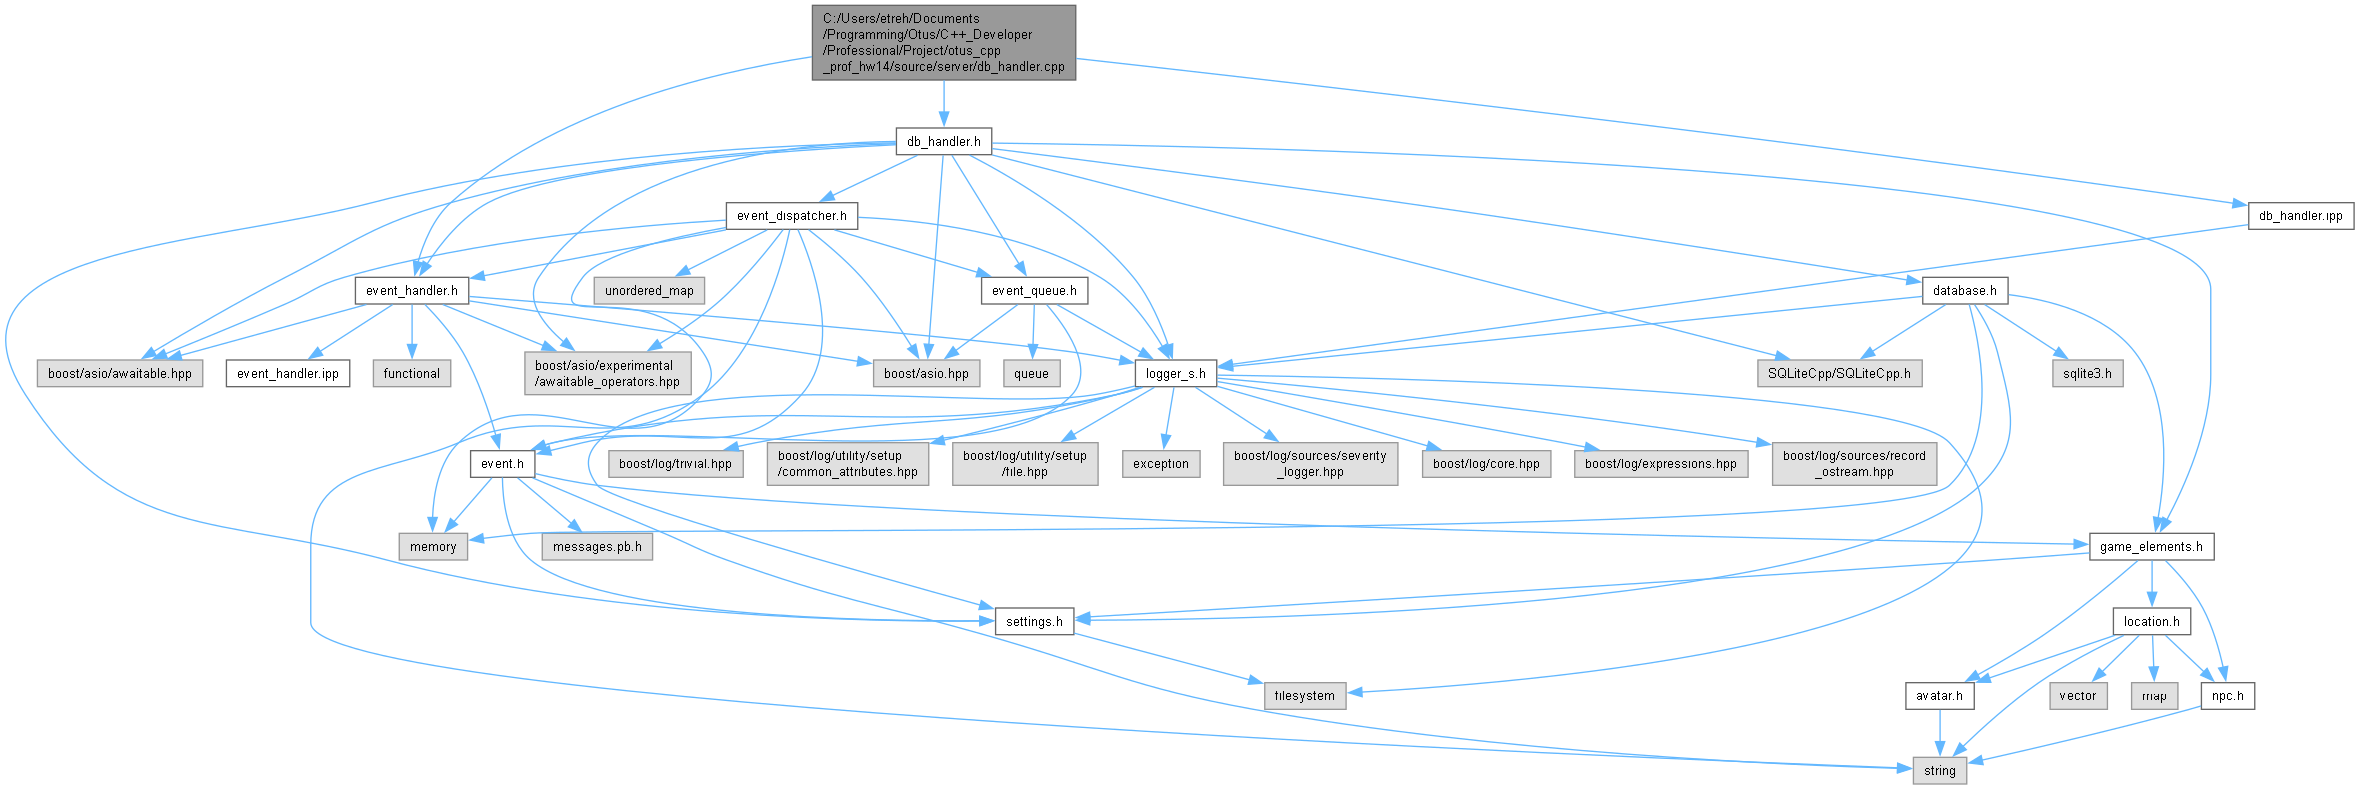 C:/Users/etreh/Documents
/Programming/Otus/C++_Developer
/Professional/Project/otus_cpp
_prof_hw14/source/server/db_handler.cpp
db_handler.h
event_dispatcher.h
db_handler.ipp
event_handler.h
unordered_map
event_queue.h
database.h
boost/asio/awaitable.hpp
event_handler.ipp
functional
boost/asio/experimental
/awaitable_operators.hpp
boost/asio.hpp
queue
logger_s.h
SQLiteCpp/SQLiteCpp.h
sqlite3.h
event.h
boost/log/trivial.hpp
boost/log/utility/setup
/common_attributes.hpp
boost/log/utility/setup
/file.hpp
exception
boost/log/sources/severity
_logger.hpp
boost/log/core.hpp
boost/log/expressions.hpp
boost/log/sources/record
_ostream.hpp
memory
messages.pb.h
game_elements.h
settings.h
location.h
filesystem
avatar.h
vector
map
npc.h
string